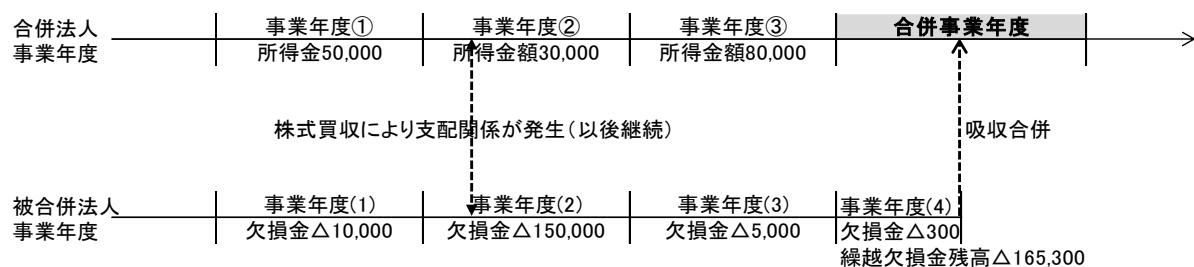 合併法人 事業年度① 事業年度② 事業年度③ 合併事業年度
事業年度 所得金50,000 所得金額30,000 所得金額80,000
株式買収により支配関係が発生(以後継続) 吸収合併
被合併法人 事業年度(1) 事業年度(2) 事業年度(3) 事業年度(4)
事業年度 欠損金△10,000 欠損金△150,000 欠損金△5,000 欠損金△300
繰越欠損金残高△165,300